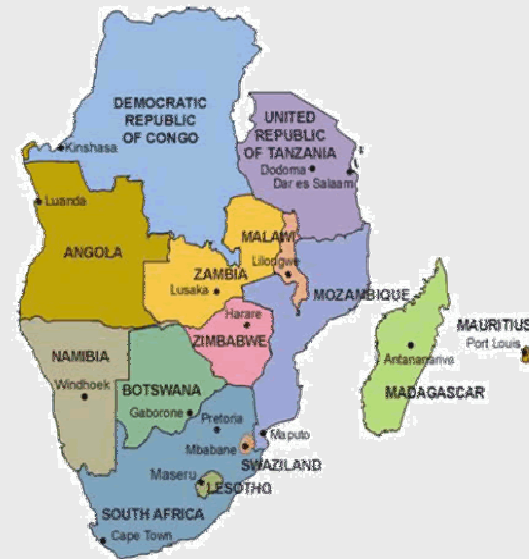 DEMOCRATIC
REPUBLIC
OF CONGO
Kinshasa
UNITED
REPUBLIC
OF TANZANIA
Dodoma
Dar es Salaam
Luanda
ANGOLA
MALAWI
Lilongwe
ZAMBIA
Lusaka
MOZAMBIQUE
Harare
ZIMBABWE
MAURITIUS
Port Louis
NAMIBIA
Windhoek
BOTSWANA
Gaborone
Antananarivo
MADAGASCAR
Pretoria
Maputo
Mbabane
SWAZILAND
Maseru
LESOTHO
SOUTH AFRICA
Cape Town